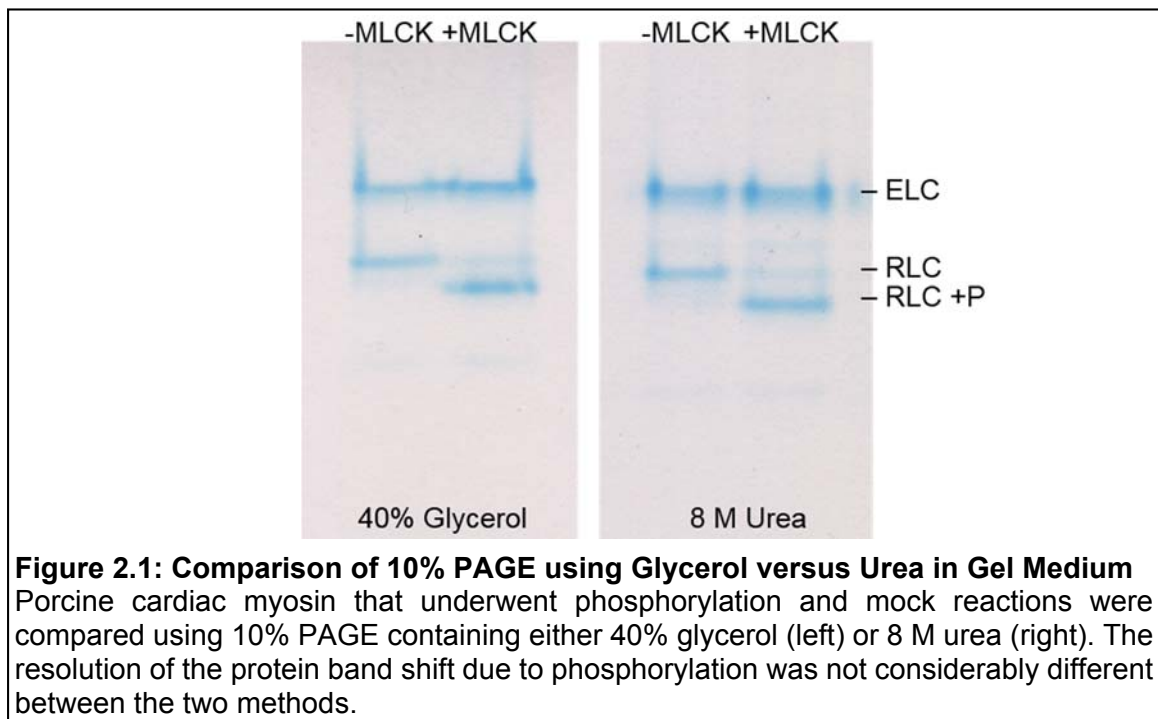 -MLCK +MLCK
-MLCK +MLCK
ELC
RLC
RLC +P
40% Glycerol
8 M Urea
Figure 2.1: Comparison of 10% PAGE using Glycerol versus Urea in Gel Medium
Porcine cardiac myosin that underwent phosphorylation and mock reactions were
compared using 10% PAGE containing either 40% glycerol (left) or 8 M urea (right). The
resolution of the protein band shift due to phosphorylation was not considerably different
between the two methods.